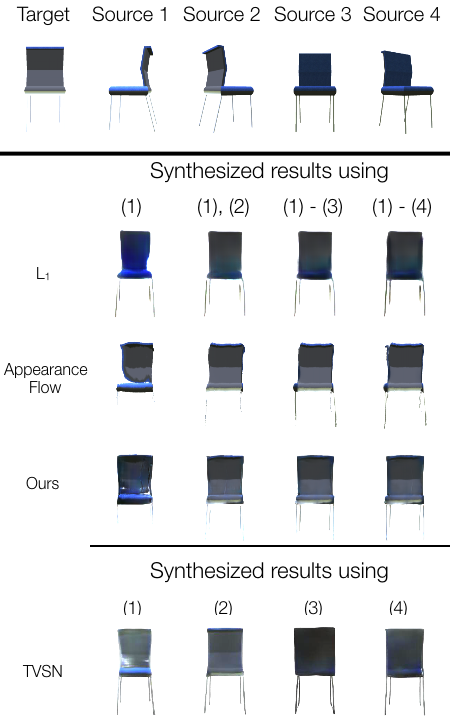 Target Source 1 Source 2 Source 3 Source 4
Synthesized results using
(1) (1), (2) (1) - (3) (1) - (4)
L₁
Appearance
Flow
Ours
Synthesized results using
(1) (2) (3) (4)
TVSN